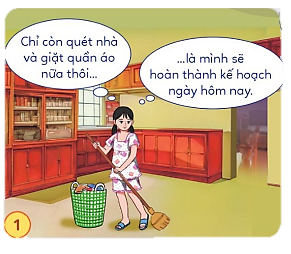 Chỉ còn quét nhà
và giặt quần áo
nữa thôi...
...là mình sẽ
hoàn thành kế hoạch
ngày hôm nay.
1